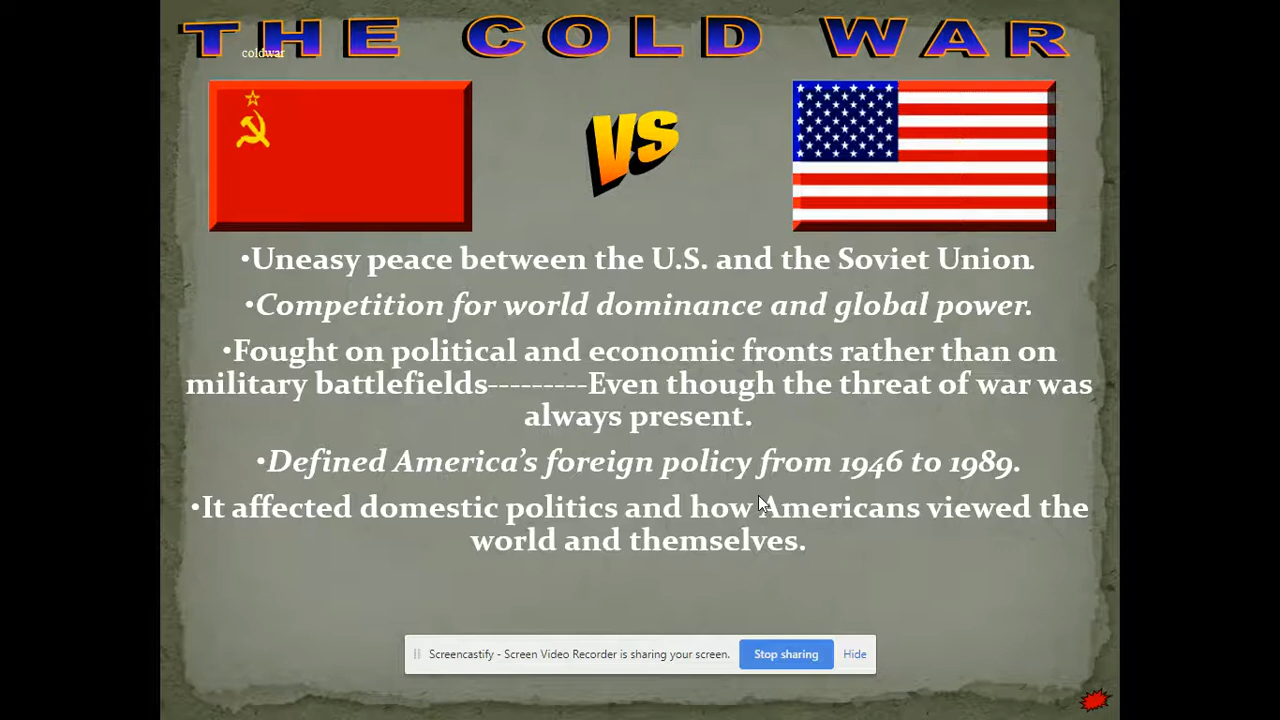 THE COLD WAR
coldwar
VS
•Uneasy peace between the U.S. and the Soviet Union.
•Competition for world dominance and global power.
•Fought on political and economic fronts rather than on
military battlefields---------Even though the threat of war was
always present.
•Defined America's foreign policy from 1946 to 1989.
•It affected domestic politics and how Americans viewed the
world and themselves.
Screencastify - Screen Video Recorder is sharing your screen. Stop sharing Hide